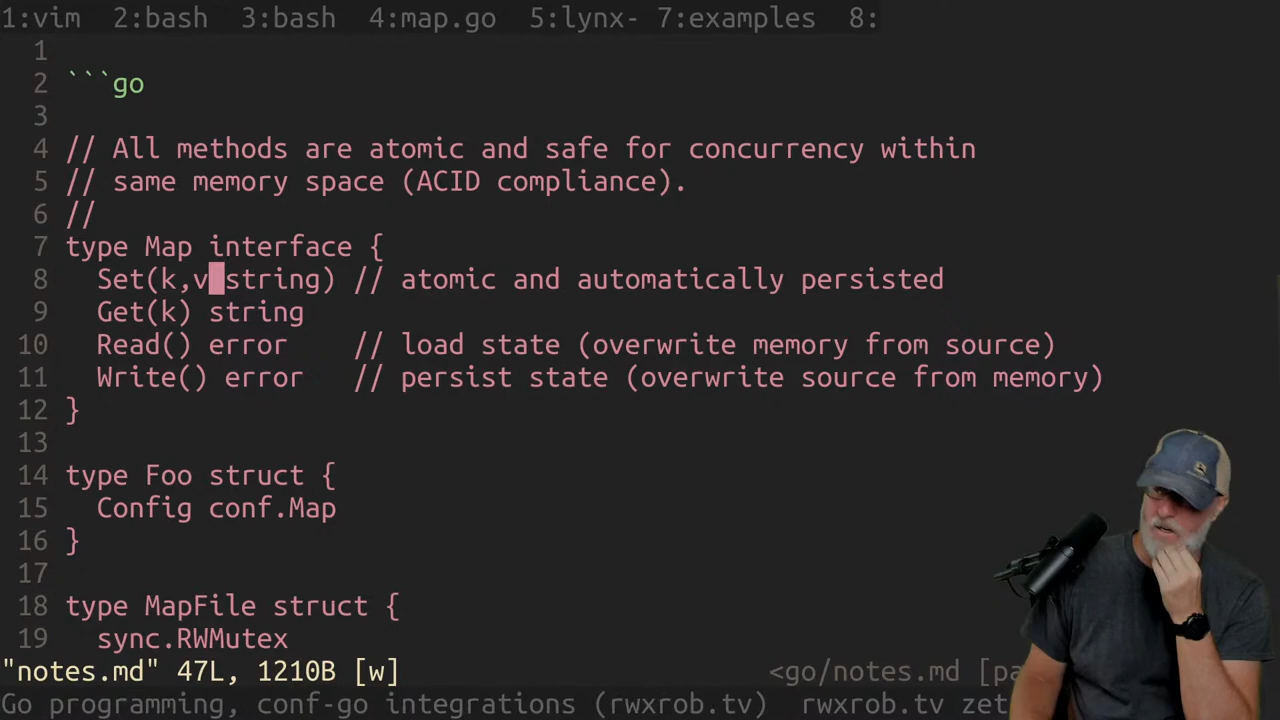 1:vim 2:bash 3:bash 4:map.go 5:lynx- 7:examples 8:
1
2 ```go
3
4 // All methods are atomic and safe for concurrency within
5 // same memory space (ACID compliance).
6 //
7 type Map interface {
8 Set(k,v string) // atomic and automatically persisted
9 Get(k) string
10 Read() error // load state (overwrite memory from source)
11 Write() error // persist state (overwrite source from memory)
12 }
13
14 type Foo struct {
15 Config conf.Map
16 }
17
18 type MapFile struct {
19 sync.RWMutex
"notes.md" 47L, 1210B [w] <go/notes.md [pa
Go programming, conf-go integrations (rwxrob.tv) rwxrob.tv zet